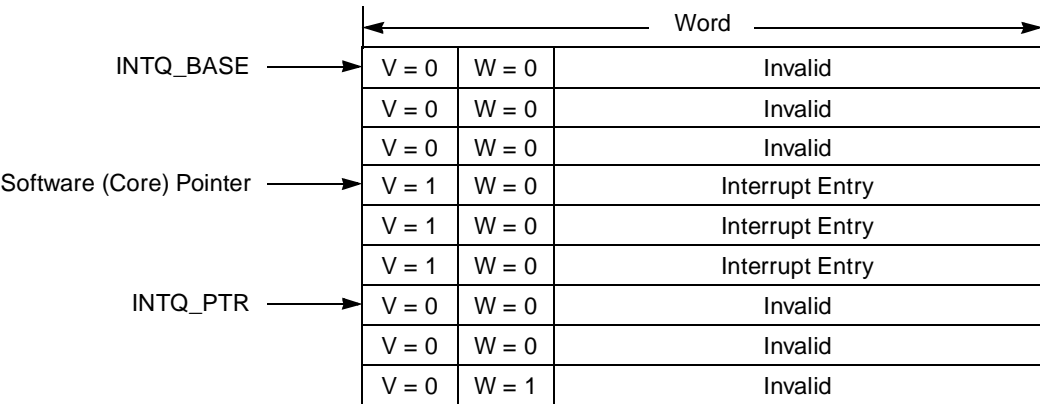 Word
INTQ_BASE V = 0 W = 0 Invalid
V = 0 W = 0 Invalid
V = 0 W = 0 Invalid
Software (Core) Pointer V = 1 W = 0 Interrupt Entry
V = 1 W = 0 Interrupt Entry
V = 1 W = 0 Interrupt Entry
INTQ_PTR V = 0 W = 0 Invalid
V = 0 W = 0 Invalid
V = 0 W = 1 Invalid